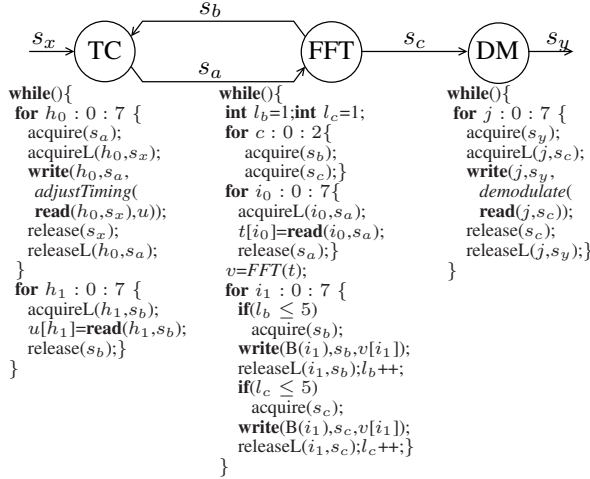 s_b
s_x TC FFT s_c DM s_y
s_a
while(){
for h_0 : 0 : 7 {
acquire(s_a);
acquireL(h_0,s_x);
write(h_0,s_a,
adjustTiming(
read(h_0,s_x),u));
release(s_x);
releaseL(h_0,s_a);
}
for h_1 : 0 : 7 {
acquireL(h_1,s_b);
u[h_1]=read(h_1,s_b);
release(s_b);}
}
while(){
int l_b=1;int l_c=1;
for c : 0 : 2{
acquire(s_b);
acquire(s_c);}
for i_0 : 0 : 7{
acquireL(i_0,s_a);
t[i_0]=read(i_0,s_a);
release(s_a);}
v=FFT(t);
for i_1 : 0 : 7 {
if(l_b ≤ 5)
acquire(s_b);
write(B(i_1),s_b,v[i_1]);
releaseL(i_1,s_b);l_b++;
if(l_c ≤ 5)
acquire(s_c);
write(B(i_1),s_c,v[i_1]);
releaseL(i_1,s_c);l_c++;}
}
while(){
for j : 0 : 7 {
acquire(s_y);
acquireL(j,s_c);
write(j,s_y,
demodulate(
read(j,s_c));
release(s_c);
releaseL(j,s_y);}
}